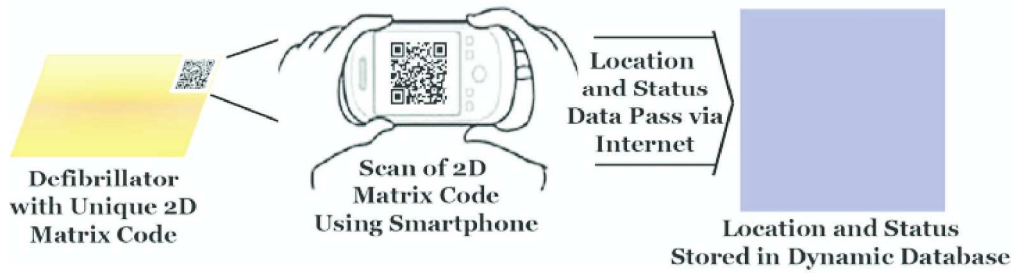 Defibrillator
with Unique 2D
Matrix Code
Scan of 2D
Matrix Code
Using Smartphone
Location
and Status
Data Pass via
Internet
Location and Status
Stored in Dynamic Database